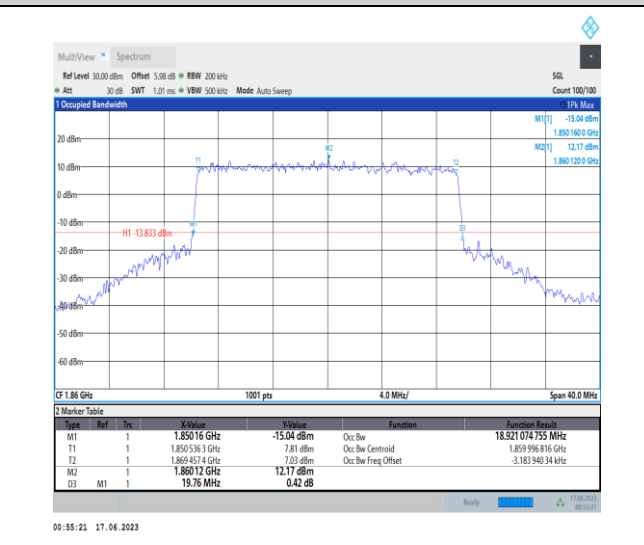 MultiView Spectrum
Ref Level 30.00 dBm Offset 5.98 dB RBW 200 kHz SGL
Att 30 dB SWT 1.01 ms VBW 500 kHz Mode Auto Sweep Count 100/100
1 Occupied Bandwidth 1Pk Max
M1[1] -15.04 dBm
1.850 160 0 GHz
M2[1] 12.17 dBm
1.860 120 0 GHz
20 dBm
M2
T1 T2
10 dBm
0 dBm
-10 dBm
M1 D3
H1 -13.833 dBm
-20 dBm
-30 dBm
-40 dBm
-50 dBm
-60 dBm
CF 1.86 GHz 1001 pts 4.0 MHz/ Span 40.0 MHz
2 Marker Table
Type Ref Trc X-Value Y-Value Function Function Result
M1 1 1.85016 GHz -15.04 dBm Occ Bw 18.921 074 755 MHz
T1 1 1.850 536 3 GHz 7.81 dBm Occ Bw Centroid 1.859 996 816 GHz
T2 1 1.869 457 4 GHz 7.03 dBm Occ Bw Freq Offset -3.183 940 34 kHz
M2 1 1.86012 GHz 12.17 dBm
D3 M1 1 19.76 MHz 0.42 dB
Ready 17.06.2023
00:55:21
00:55:21 17.06.2023